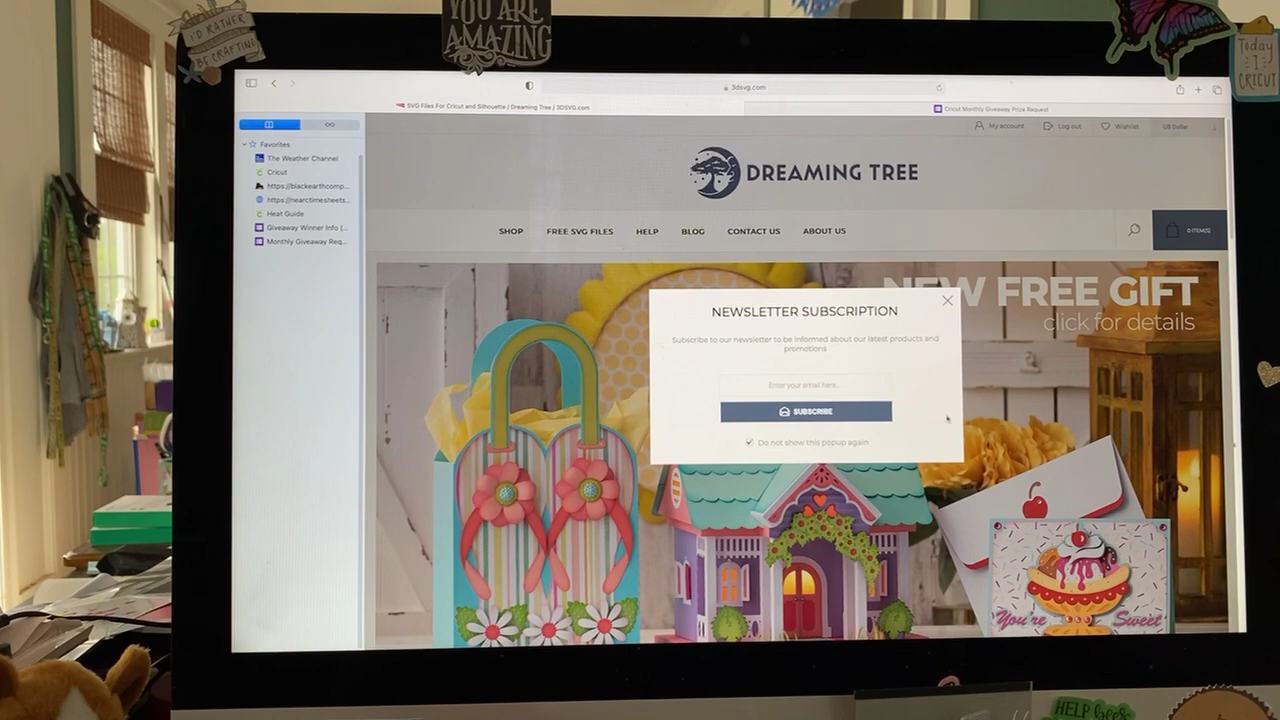 I'D RATHER
BE CRAFTING
YOU ARE
AMAZING
Today
I
CRICUT
3dsvg.com
SVG Files For Cricut and Silhouette / Dreaming Tree / 3DSVG.com
Cricut Monthly Giveaway Prize Request
My account
Log out
Wishlist
US Dollar
Favorites
The Weather Channel
Cricut
https://blackearthcomp...
https://nearctimesheets...
Heat Guide
Giveaway Winner Info (...
Monthly Giveaway Req...
DREAMING TREE
SHOP
FREE SVG FILES
HELP
BLOG
CONTACT US
ABOUT US
0 ITEM(S)
NEW FREE GIFT
click for details
NEWSLETTER SUBSCRIPTION
Subscribe to our newsletter to be informed about our latest products and
promotions
Enter your email here...
SUBSCRIBE
Do not show this popup again
You're Sweet
HELP bees